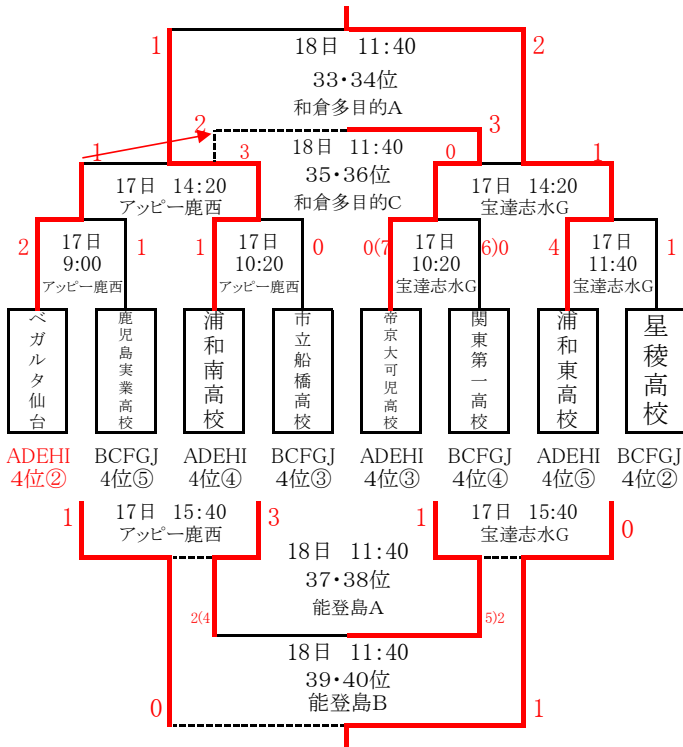 1
18日 11:40
2
33・34位
和倉多目的A
2
3
1
3
18日 11:40
0
1
35・36位
和倉多目的C
17日 14:20
アッピー鹿西
17日 14:20
宝達志水G
2
17日
9:00
アッピー鹿西
1
1
17日
10:20
アッピー鹿西
0
0(7
17日
10:20
宝達志水G
6)0
4
17日
11:40
宝達志水G
1
ベガルタ仙台
鹿児島実業高校
浦和南高校
市立船橋高校
帝京大可児高校
関東第一高校
浦和東高校
星稜高校
ADEHI
4位②
BCFGJ
4位⑤
ADEHI
4位④
BCFGJ
4位③
ADEHI
4位③
BCFGJ
4位④
ADEHI
4位⑤
BCFGJ
4位②
1
17日 15:40
アッピー鹿西
3
1
17日 15:40
宝達志水G
0
18日 11:40
37・38位
能登島A
2(4
5)2
18日 11:40
39・40位
能登島B
0
1